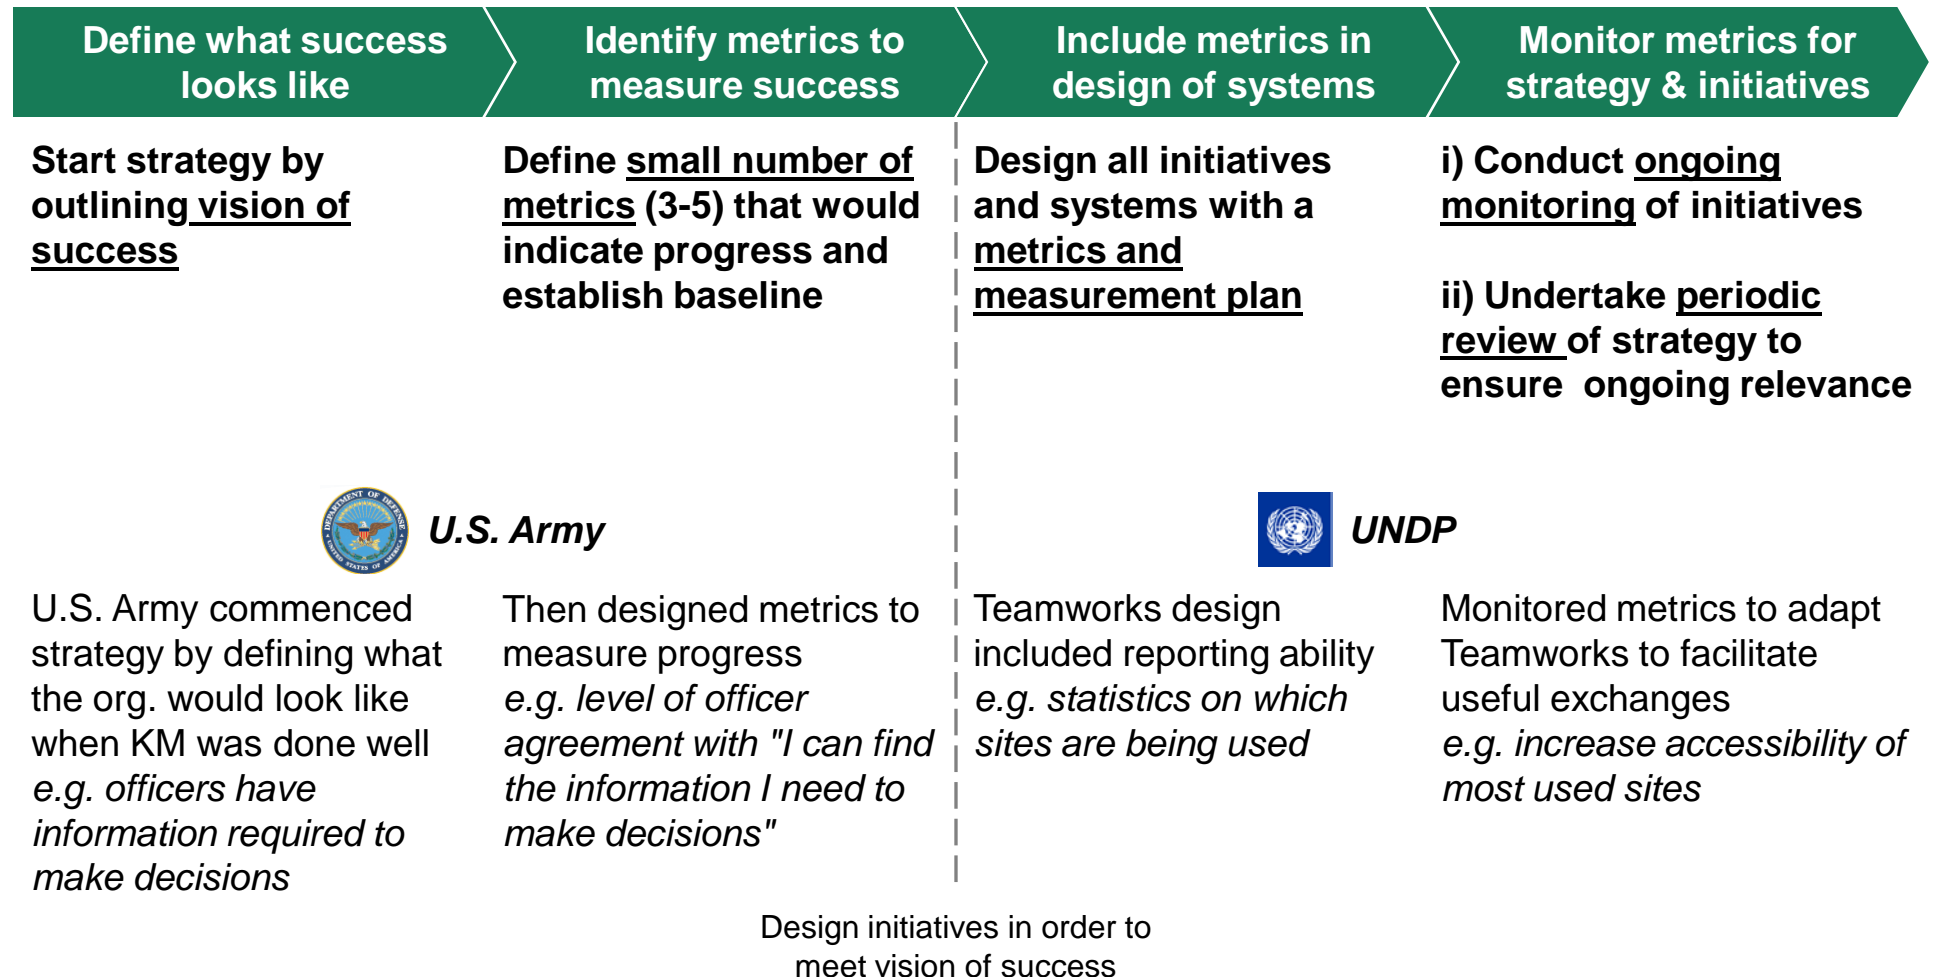 Define what success
looks like
Identify metrics to
measure success
Include metrics in
design of systems
Monitor metrics for
strategy & initiatives
Start strategy by
outlining vision of
success
Define small number of
metrics (3-5) that would
indicate progress and
establish baseline
Design all initiatives
and systems with a
metrics and
measurement plan
i) Conduct ongoing
monitoring of initiatives
ii) Undertake periodic
review of strategy to
ensure  ongoing relevance
DEPARTMENT OF DEFENSE
UNITED STATES OF AMERICA
U.S. Army
UNDP
U.S. Army commenced
strategy by defining what
the org. would look like
when KM was done well
e.g. officers have
information required to
make decisions
Then designed metrics to
measure progress
e.g. level of officer
agreement with "I can find
the information I need to
make decisions"
Teamworks design
included reporting ability
e.g. statistics on which
sites are being used
Monitored metrics to adapt
Teamworks to facilitate
useful exchanges
e.g. increase accessibility of
most used sites
Design initiatives in order to
meet vision of success